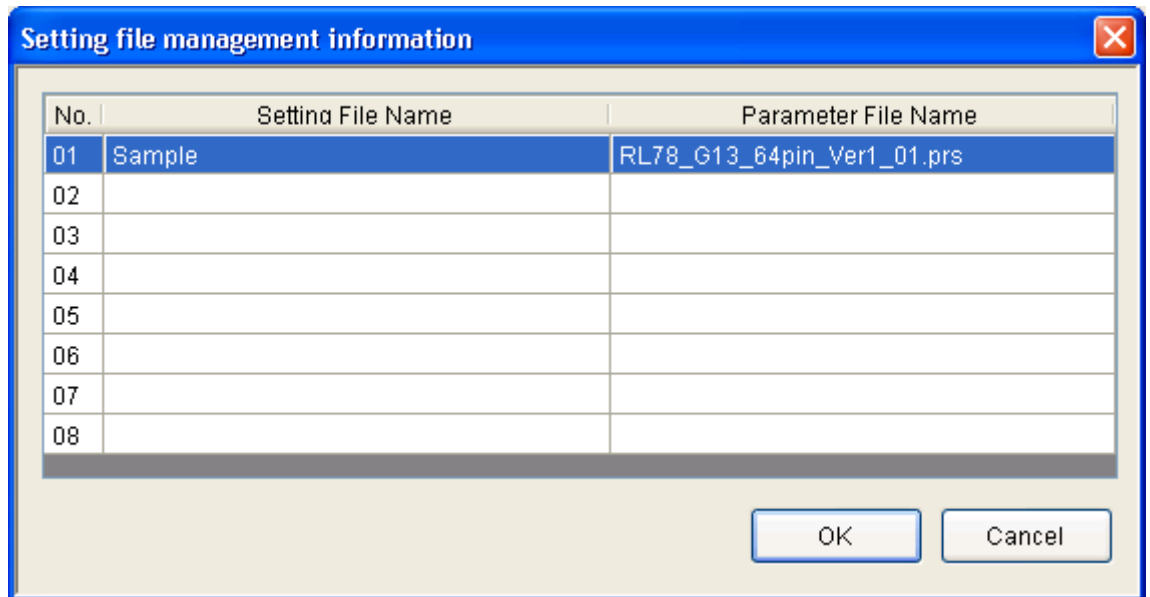 Setting file management information
No. Setting File Name Parameter File Name
01 Sample RL78_G13_64pin_Ver1_01.prs
02
03
04
05
06
07
08
OK Cancel